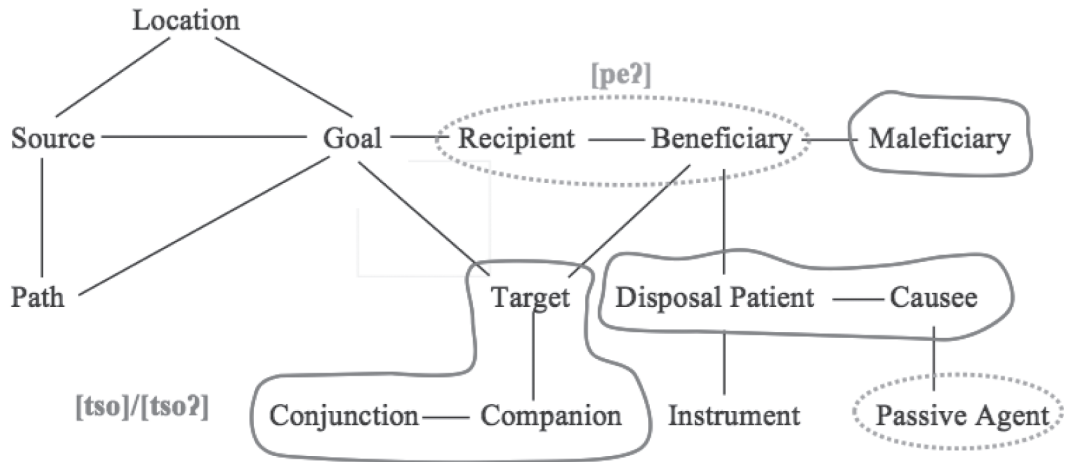 Location
[peʔ]
Source Goal Recipient Beneficiary Maleficiary
Path Target Disposal Patient Causee
[tso]/[tsoʔ] Conjunction Companion Instrument Passive Agent